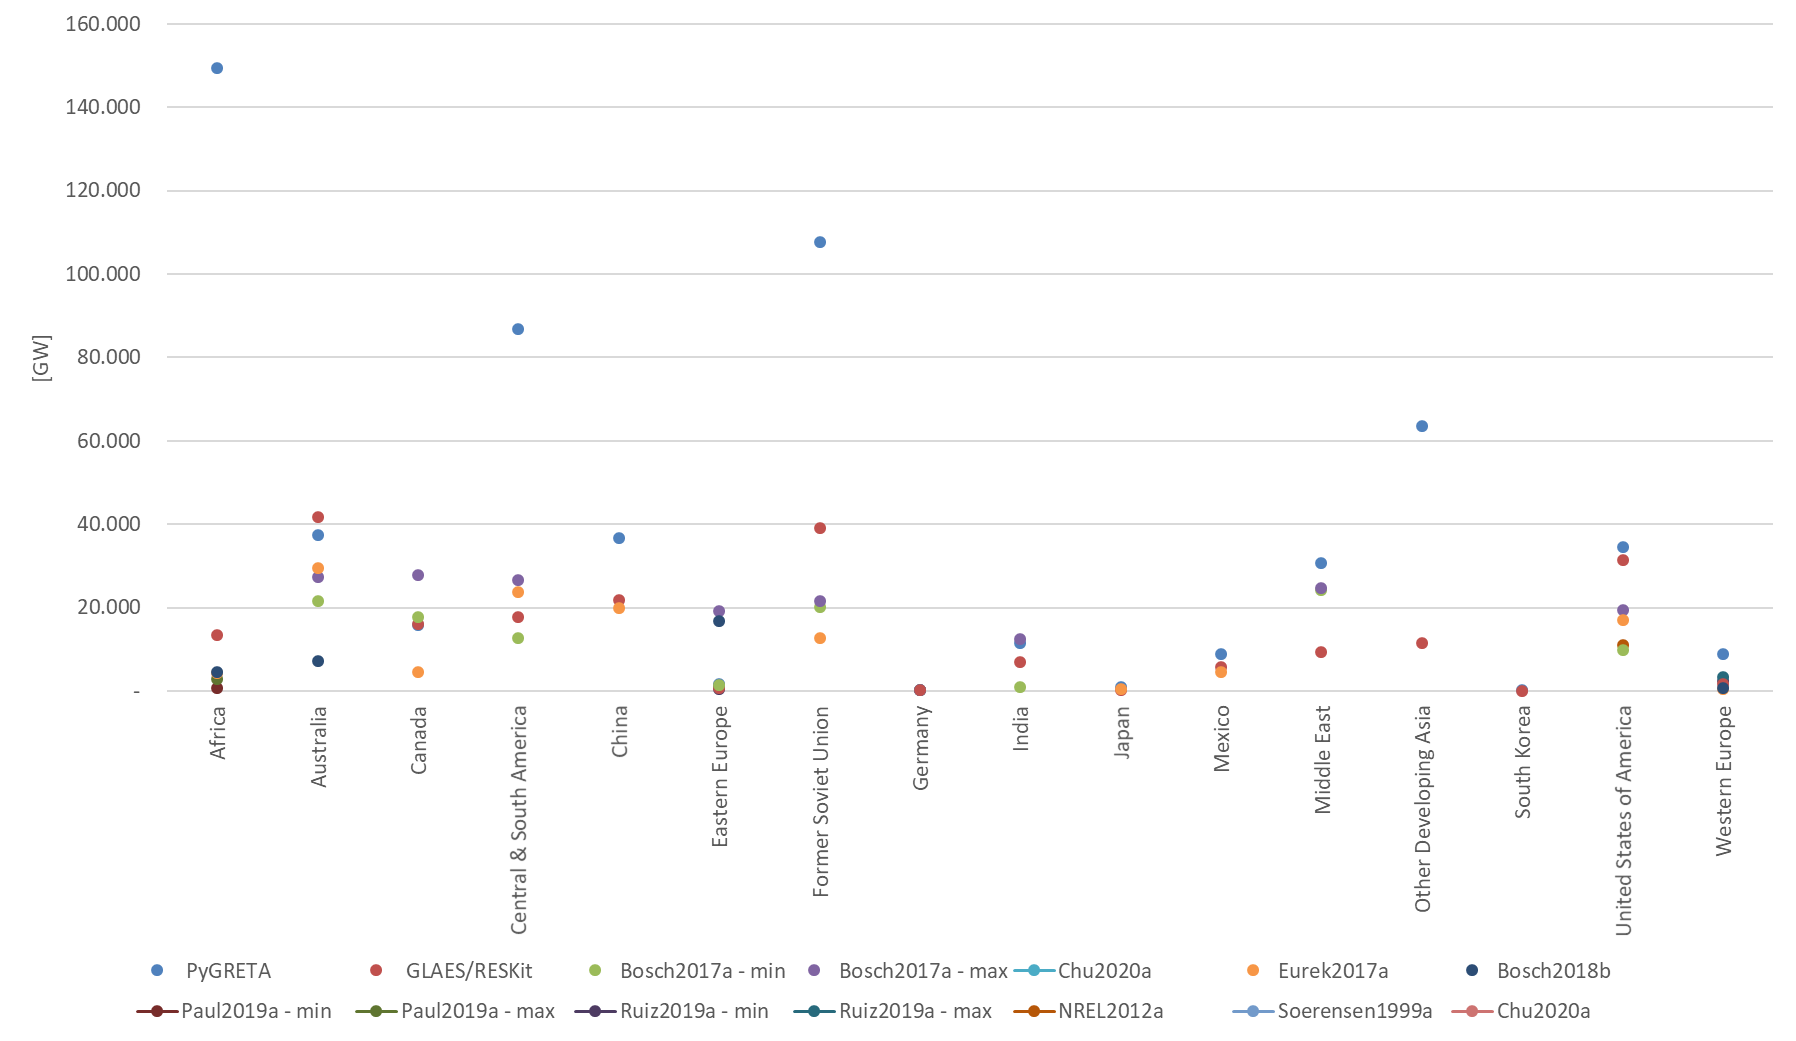 160.000
140.000
120.000
100.000
80.000
60.000
40.000
20.000
-
[GW]
Africa
Australia
Canada
Central & South America
China
Eastern Europe
Former Soviet Union
Germany
India
Japan
Mexico
Middle East
Other Developing Asia
South Korea
United States of America
Western Europe
PyGRETA GLAES/RESKit Bosch2017a - min Bosch2017a - max Chu2020a Eurek2017a Bosch2018b
Paul2019a - min Paul2019a - max Ruiz2019a - min Ruiz2019a - max NREL2012a Soerensen1999a Chu2020a